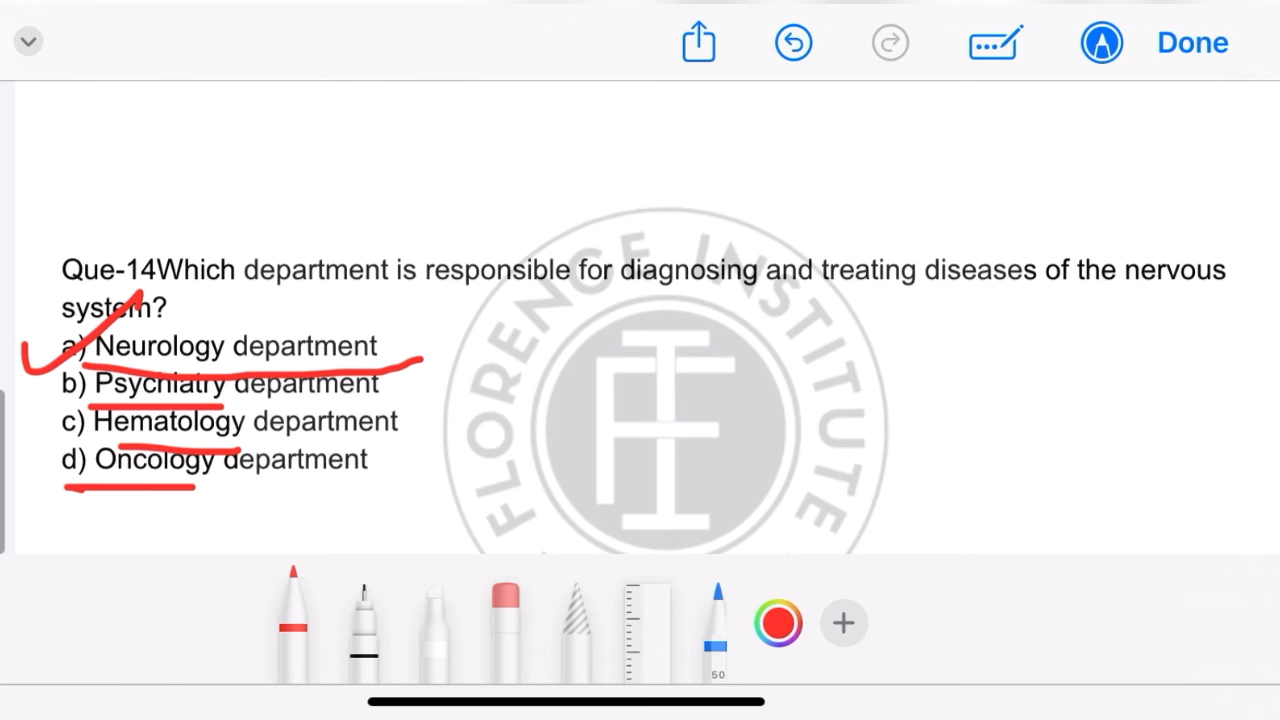 Done
Que-14Which department is responsible for diagnosing and treating diseases of the nervous
system?
a) Neurology department
b) Psychiatry department
c) Hematology department
d) Oncology department
FLORENCE INSTITUTE
FI
50